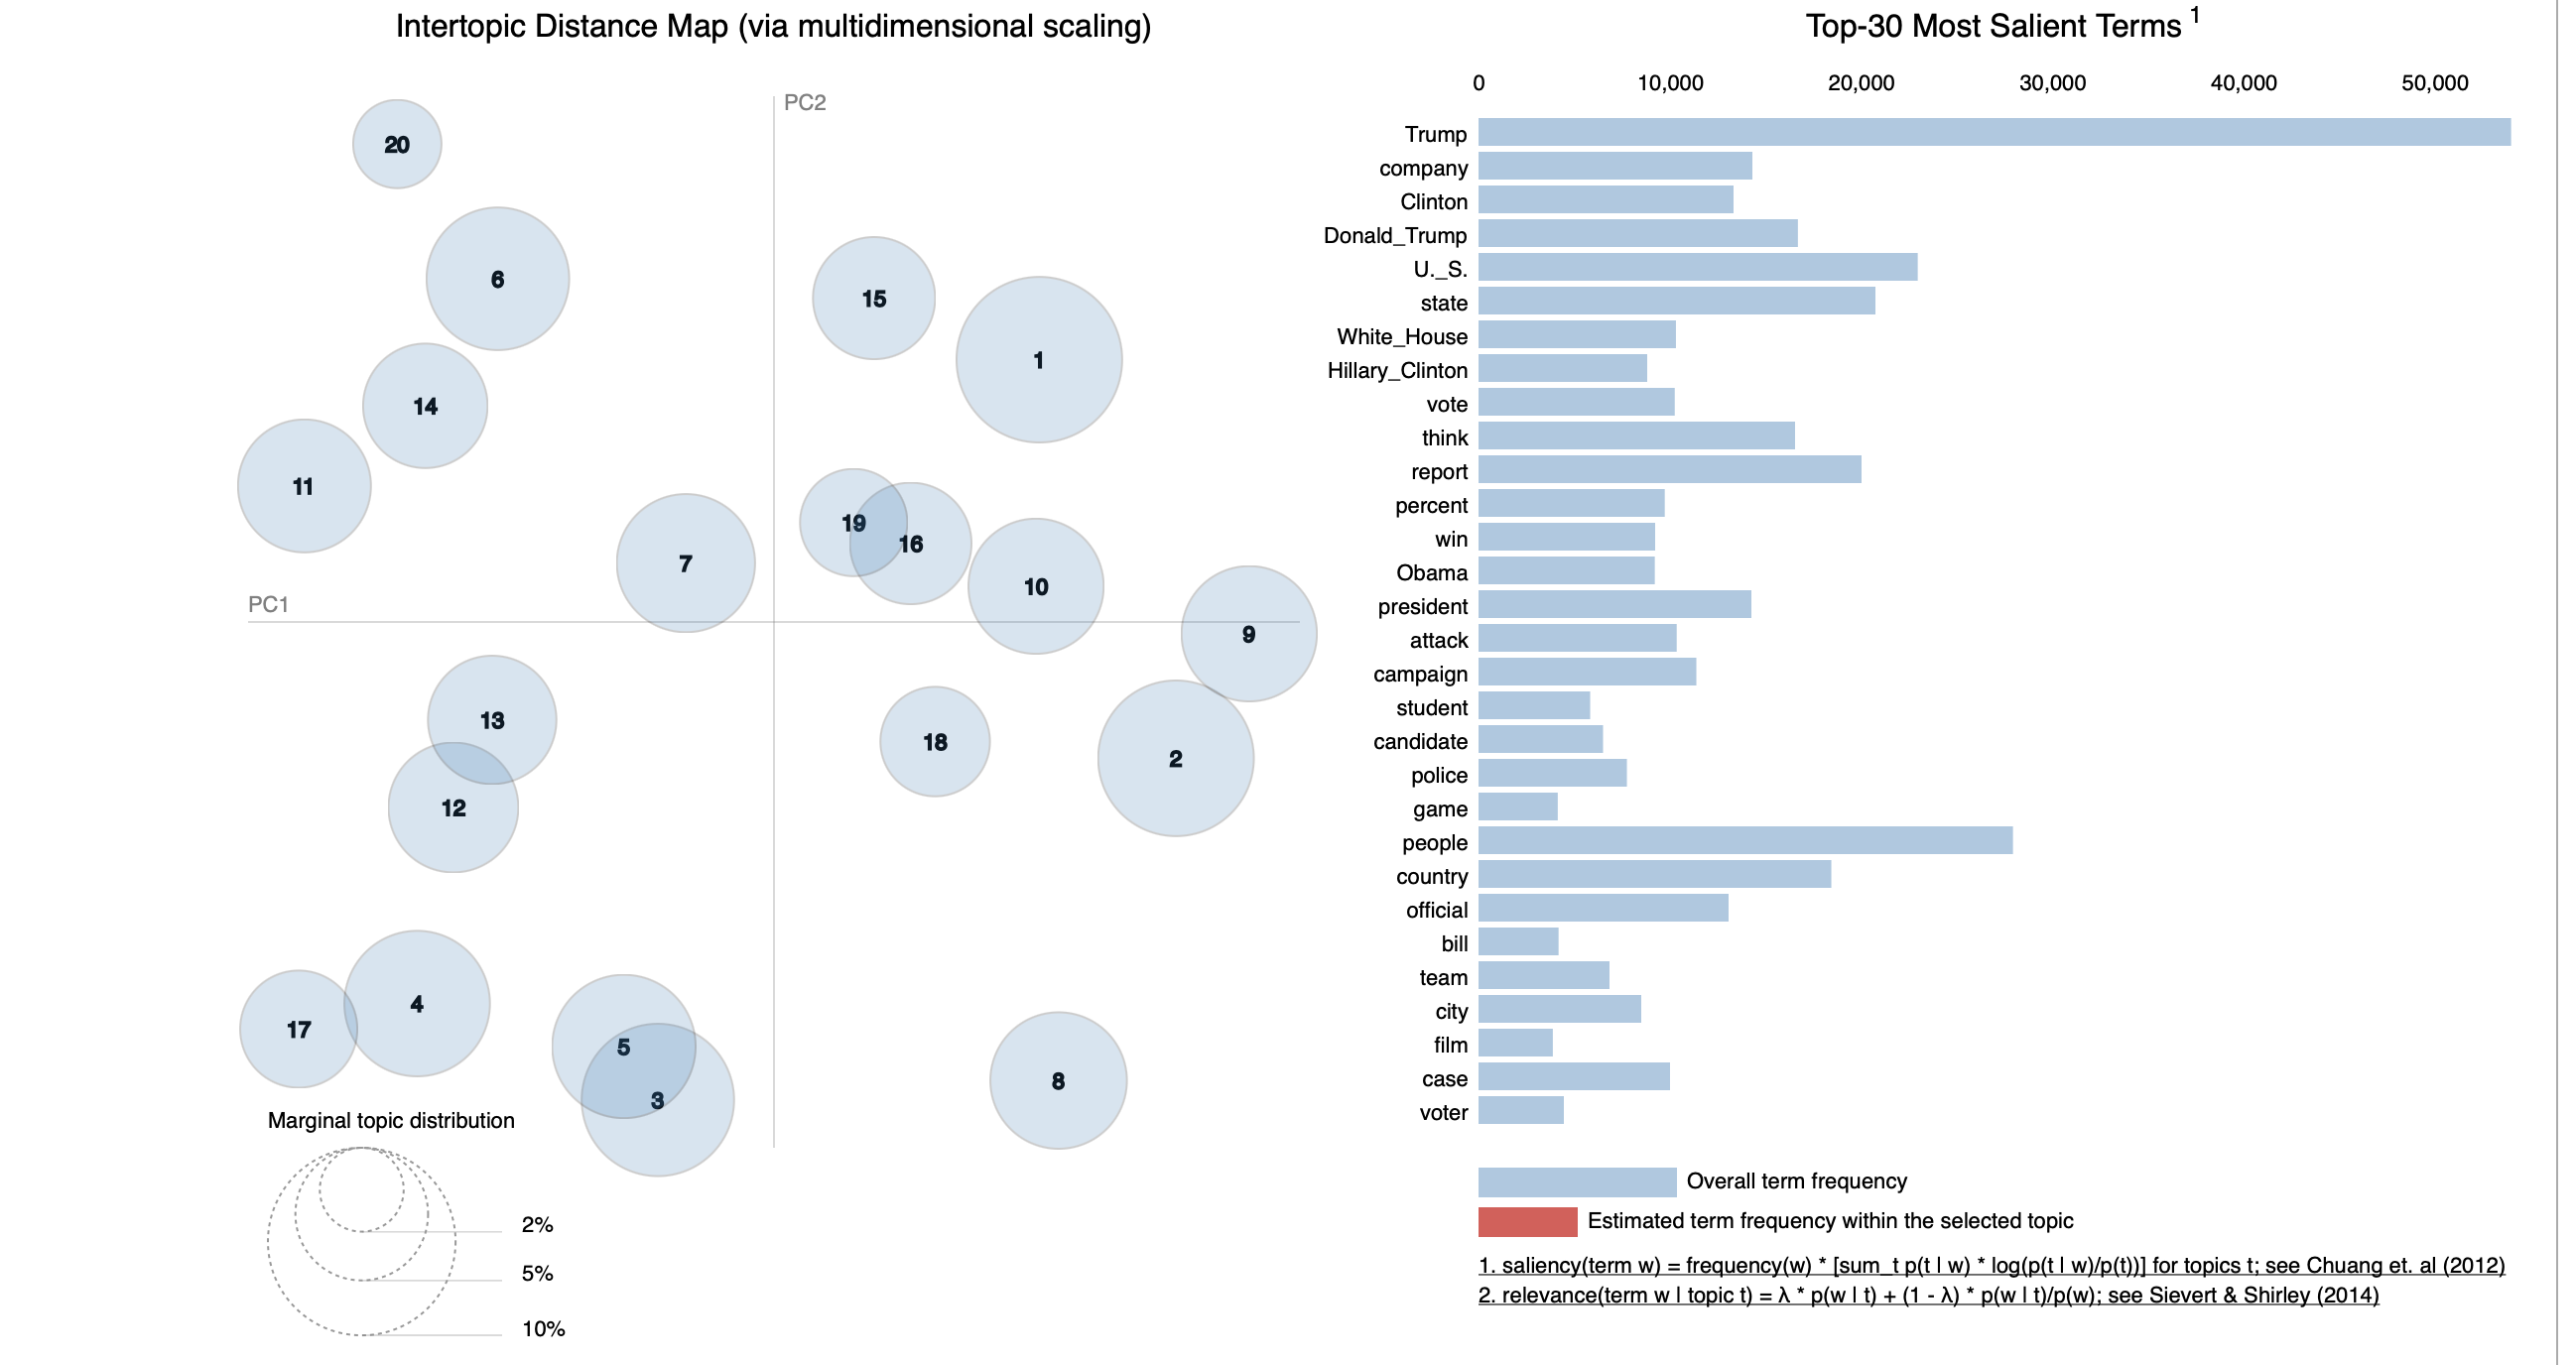 Intertopic Distance Map (via multidimensional scaling)
PC2
PC1
20
6
15
1
14
11
19
16
7
10
9
13
18
2
12
4
17
5
8
3
Marginal topic distribution
2%
5%
10%
Top-30 Most Salient Terms 1
0 10,000 20,000 30,000 40,000 50,000
Trump
company
Clinton
Donald_Trump
U._S.
state
White_House
Hillary_Clinton
vote
think
report
percent
win
Obama
president
attack
campaign
student
candidate
police
game
people
country
official
bill
team
city
film
case
voter
Overall term frequency
Estimated term frequency within the selected topic
1. saliency(term w) = frequency(w) * [sum_t p(t | w) * log(p(t | w)/p(t))] for topics t; see Chuang et. al (2012)
2. relevance(term w | topic t) = λ * p(w | t) + (1 - λ) * p(w | t)/p(w); see Sievert & Shirley (2014)